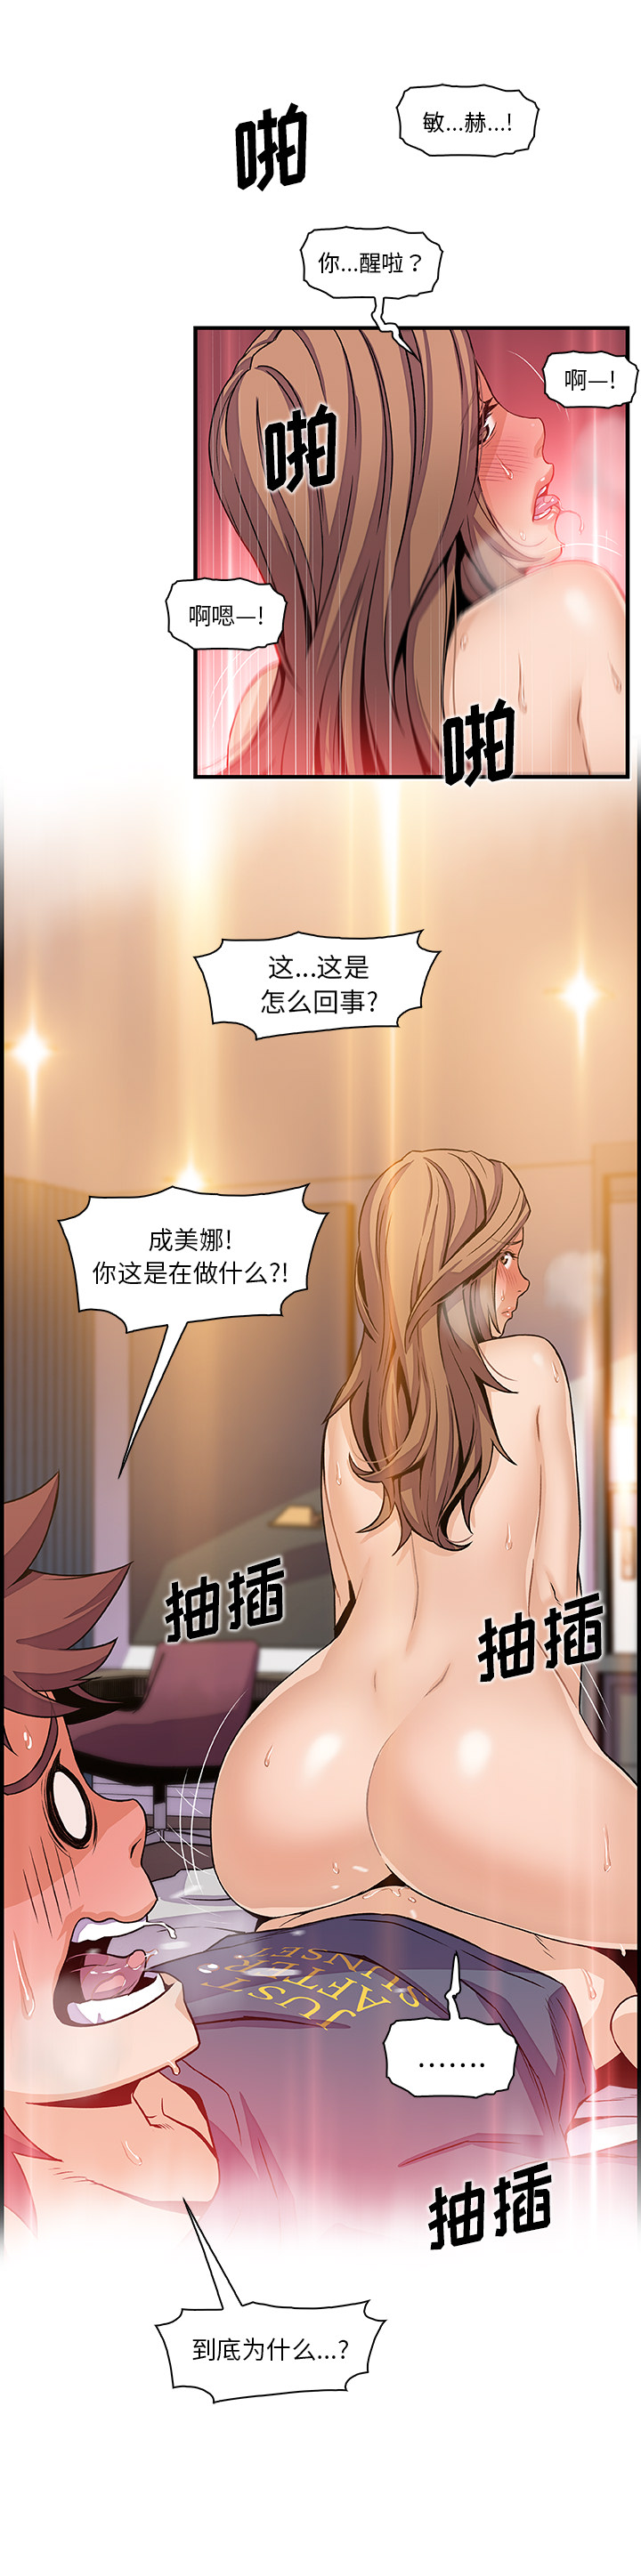 敏...赫...!
啪
你...醒啦？
啊—!
啪
啊嗯—!
啪
这...这是
怎么回事?
成美娜!
你这是在做什么?!
抽插
抽插
JUST
AFTER
SUNSET
.......
抽插
到底为什么...?